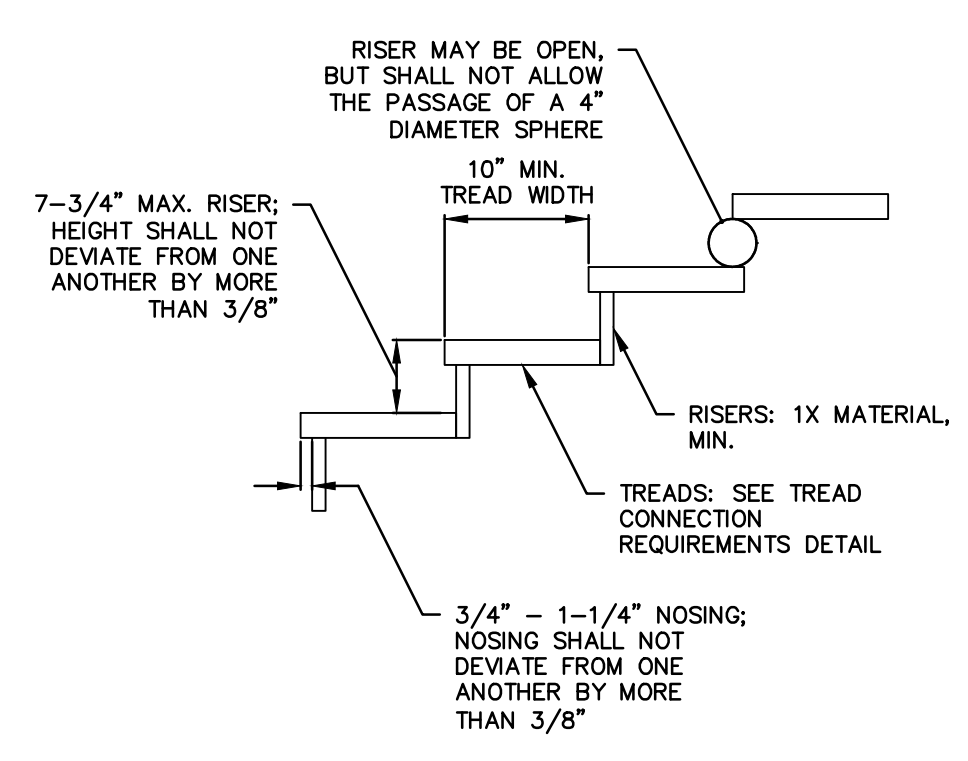 RISER MAY BE OPEN,
BUT SHALL NOT ALLOW
THE PASSAGE OF A 4”
DIAMETER SPHERE
10” MIN.
TREAD WIDTH
7–3/4” MAX. RISER;
HEIGHT SHALL NOT
DEVIATE FROM ONE
ANOTHER BY MORE
THAN 3/8”
RISERS: 1X MATERIAL,
MIN.
TREADS: SEE TREAD
CONNECTION
REQUIREMENTS DETAIL
3/4” – 1–1/4” NOSING;
NOSING SHALL NOT
DEVIATE FROM ONE
ANOTHER BY MORE
THAN 3/8”